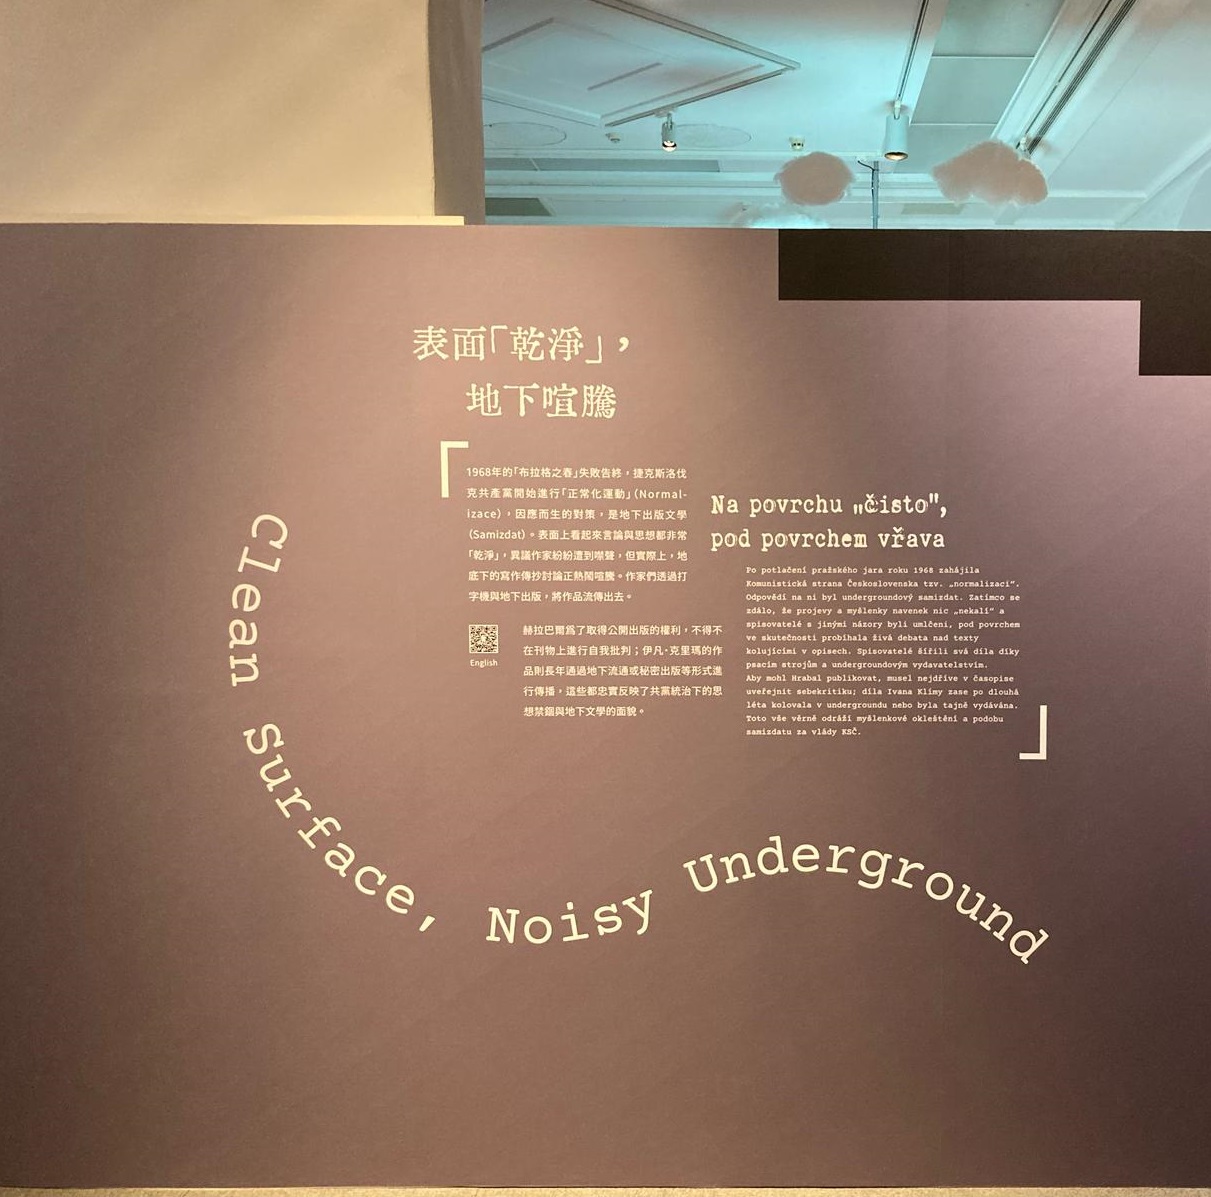 表面「乾淨」，
地下喧騰
1968年的「布拉格之春」失敗告終，捷克斯洛伐
克共產黨開始進行「正常化運動」（Normal-
izace），因應而生的對策，是地下出版文學
（Samizdat）。表面上看起來言論與思想都非常
「乾淨」，異議作家紛紛遭到噤聲，但實際上，地
底下的寫作傳抄討論正熱鬧喧騰。作家們透過打
字機與地下出版，將作品流傳出去。
English
赫拉巴爾為了取得公開出版的權利，不得不
在刊物上進行自我批判；伊凡·克里瑪的作
品則長年通過地下流通或秘密出版等形式進
行傳播，這些都忠實反映了共黨統治下的思
想禁錮與地下文學的面貌。
Na povrchu „čisto",
pod povrchem vřava
Po potlačení pražského jara roku 1968 zahájila
Komunistická strana Československa tzv. „normalizaci".
Odpovědí na ni byl undergroundový samizdat. Zatímco se
zdálo, že projevy a myšlenky navenek nic „nekalí" a
spisovatelé s jinými názory byli umlčeni, pod povrchem
ve skutečnosti probíhala živá debata nad texty
kolujícími v opisech. Spisovatelé šířili svá díla díky
psacím strojům a undergroundovým vydavatelstvím.
Aby mohl Hrabal publikovat, musel nejdříve v časopise
uveřejnit sebekritiku; díla Ivana Klímy zase po dlouhá
léta kolovala v undergroundu nebo byla tajně vydávána.
Toto vše věrně odráží myšlenkové okleštění a podobu
samizdatu za vlády KSČ.
Clean Surface, Noisy Underground